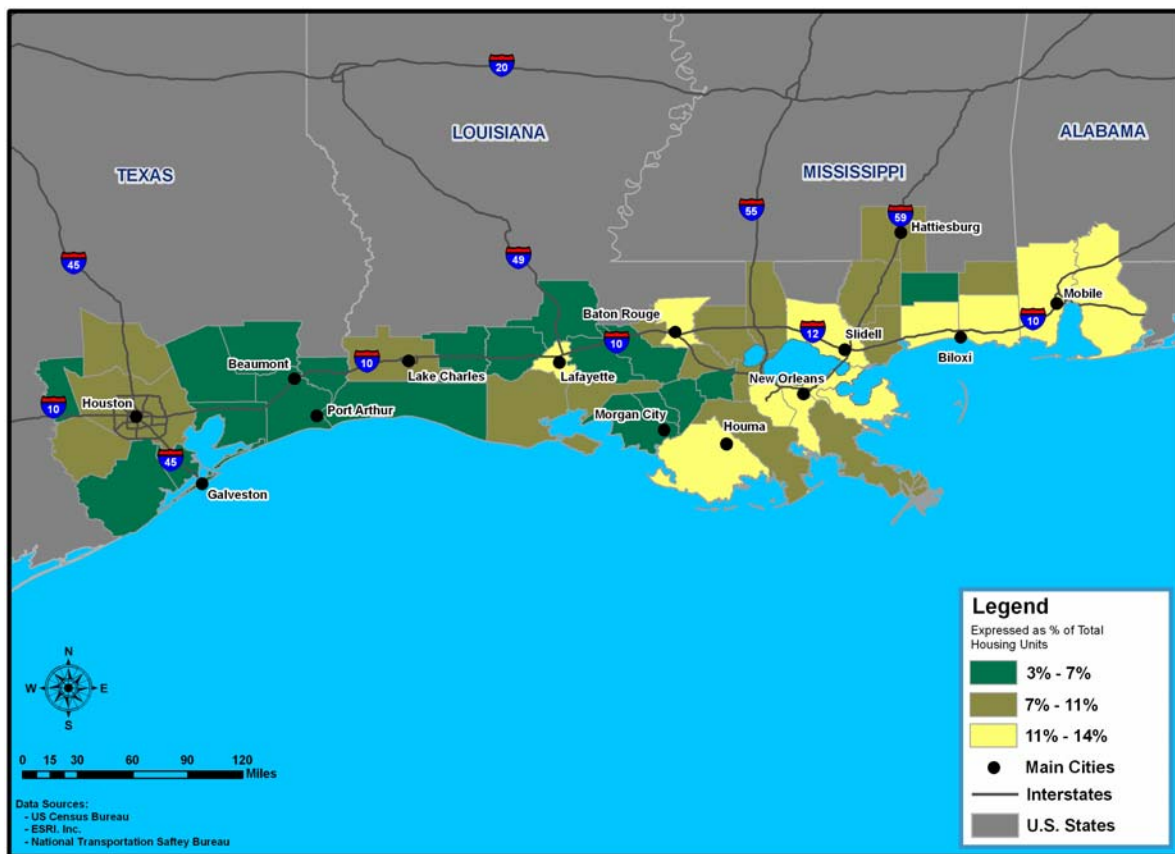 20
LOUISIANA
ALABAMA
TEXAS
MISSISSIPPI
55
59
Hattiesburg
45
49
Mobile
Baton Rouge
10
12
Slidell
10
Beaumont
10
Biloxi
Lake Charles
Lafayette
New Orleans
10
Houston
Port Arthur
Morgan City
Houma
45
Galveston
Legend
Expressed as % of Total
Housing Units
3% - 7%
7% - 11%
11% - 14%
Main Cities
Interstates
U.S. States
N
W E
S
0 15 30 60 90 120
Miles
Data Sources:
- US Census Bureau
- ESRI. Inc.
- National Transportation Saftey Bureau